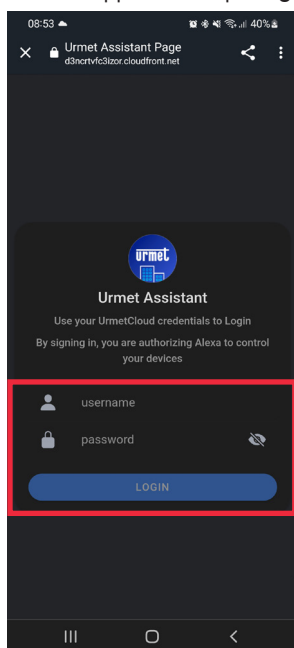 08:53
40%
Urmet Assistant Page
d3ncrtvfc3izor.cloudfront.net
urmet
Urmet Assistant
Use your UrmetCloud credentials to Login
By signing in, you are authorizing Alexa to control
your devices
username
password
LOGIN